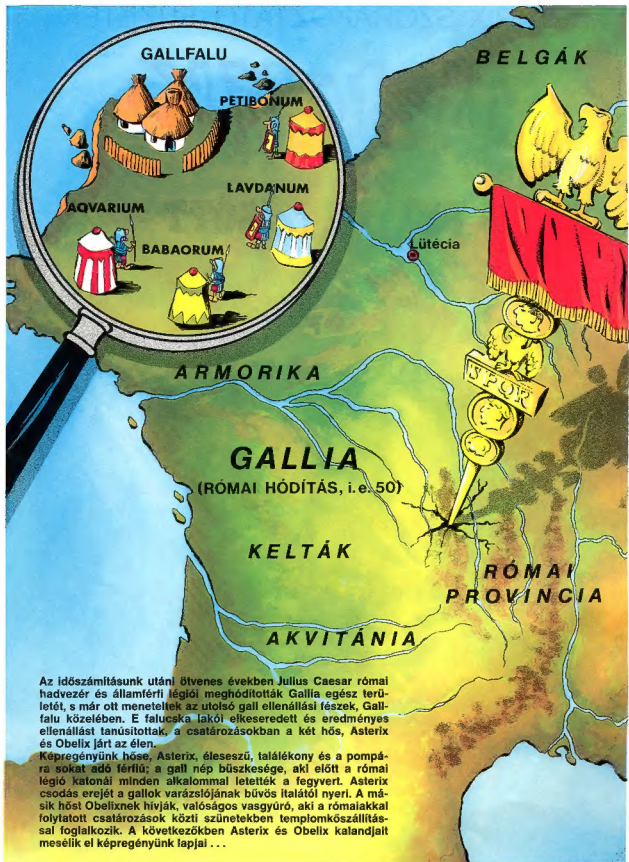 GALLFALU
PETIBONUM
LAVDANUM
AQVARIUM
BABAORUM
BELGÁK
Lütécia
SPQR
ARMORIKA
GALLIA
(RÓMAI HÓDÍTÁS, i. e. 50)
KELTÁK
RÓMAI
PROVINCIA
AKVITÁNIA
Az időszámításunk utáni ötvenes években Julius Caesar római
hadvezér és államférfi légiói meghódították Gallia egész terü-
letét, s már ott meneteltek az utolsó gall ellenállási fészek, Gall-
falu közelében. E falucska lakói elkeseredett és eredményes
ellenállást tanúsítottak, a csatározásokban a két hős, Asterix
és Obelix járt az élen.
Képregényünk hőse, Asterix, éleseszű, találékony és a pompá-
ra sokat adó férfiú; a gall nép büszkesége, aki előtt a római
légió katonái minden alkalommal letették a fegyvert. Asterix
csodás erejét a gallok varázslójának bűvös italától nyeri. A má-
sik hőst Obelixnek hívják, valóságos vasgyúró, aki a rómaiakkal
folytatott csatározások közti szünetekben templomkőszállítás-
sal foglalkozik. A következőkben Asterix és Obelix kalandjait
mesélik el képregényünk lapjai . . .